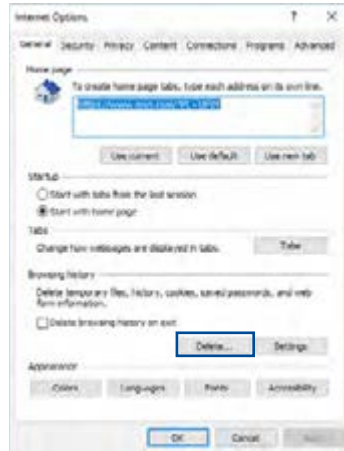 Internet Options
?
General Security Privacy Content Connections Programs Advanced
Home page
To create home page tabs, type each address on its own line.
Use current Use default Use new tab
Startup
Start with tabs from the last session
Start with home page
Tabs
Change how webpages are displayed in tabs.
Tabs
Browsing history
Delete temporary files, history, cookies, saved passwords, and web
form information.
Delete browsing history on exit
Delete... Settings
Appearance
Colors Languages Fonts Accessibility
OK Cancel